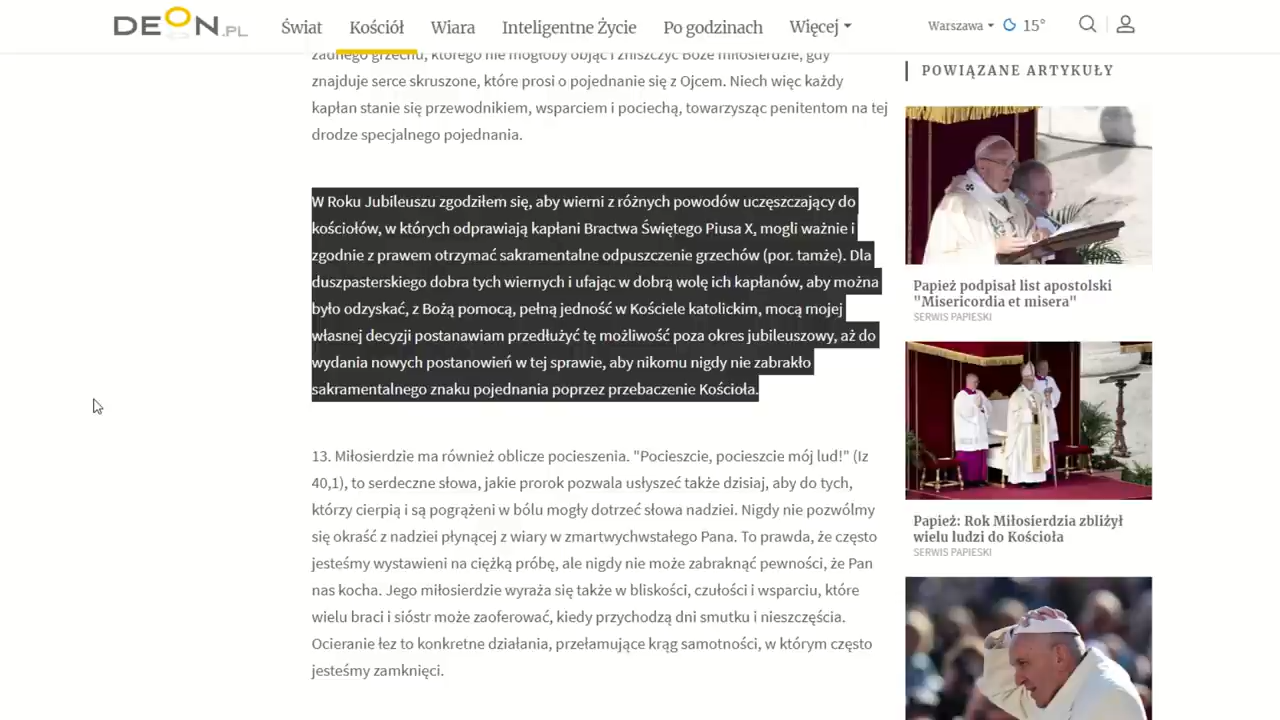 DEON.PL
Świat
Kościół
Wiara
Inteligentne Życie
Po godzinach
Więcej
Warszawa
15°
żadnego grzechu, którego nie mogłoby objąć i zniszczyć Boże miłosierdzie, gdy
znajduje serce skruszone, które prosi o pojednanie się z Ojcem. Niech więc każdy
kapłan stanie się przewodnikiem, wsparciem i pociechą, towarzysząc penitentom na tej
drodze specjalnego pojednania.
W Roku Jubileuszu zgodziłem się, aby wierni z różnych powodów uczęszczający do
kościołów, w których odprawiają kapłani Bractwa Świętego Piusa X, mogli ważnie i
zgodnie z prawem otrzymać sakramentalne odpuszczenie grzechów (por. tamże). Dla
duszpasterskiego dobra tych wiernych i ufając w dobrą wolę ich kapłanów, aby można
było odzyskać, z Bożą pomocą, pełną jedność w Kościele katolickim, mocą mojej
własnej decyzji postanawiam przedłużyć tę możliwość poza okres jubileuszowy, aż do
wydania nowych postanowień w tej sprawie, aby nikomu nigdy nie zabrakło
sakramentalnego znaku pojednania poprzez przebaczenie Kościoła.
13. Miłosierdzie ma również oblicze pocieszenia. "Pocieszcie, pocieszcie mój lud!" (Iz
40,1), to serdeczne słowa, jakie prorok pozwala usłyszeć także dzisiaj, aby do tych,
którzy cierpią i są pogrążeni w bólu mogły dotrzeć słowa nadziei. Nigdy nie pozwólmy
się okraść z nadziei płynącej z wiary w zmartwychwstałego Pana. To prawda, że często
jesteśmy wystawieni na ciężką próbę, ale nigdy nie może zabraknąć pewności, że Pan
nas kocha. Jego miłosierdzie wyraża się także w bliskości, czułości i wsparciu, które
wielu braci i sióstr może zaoferować, kiedy przychodzą dni smutku i nieszczęścia.
Ocieranie łez to konkretne działania, przełamujące krąg samotności, w którym często
jesteśmy zamknięci.
POWIĄZANE ARTYKUŁY
Papież podpisał list apostolski
"Misericordia et misera"
SERWIS PAPIESKI
Papież: Rok Miłosierdzia zbliżył
wielu ludzi do Kościoła
SERWIS PAPIESKI